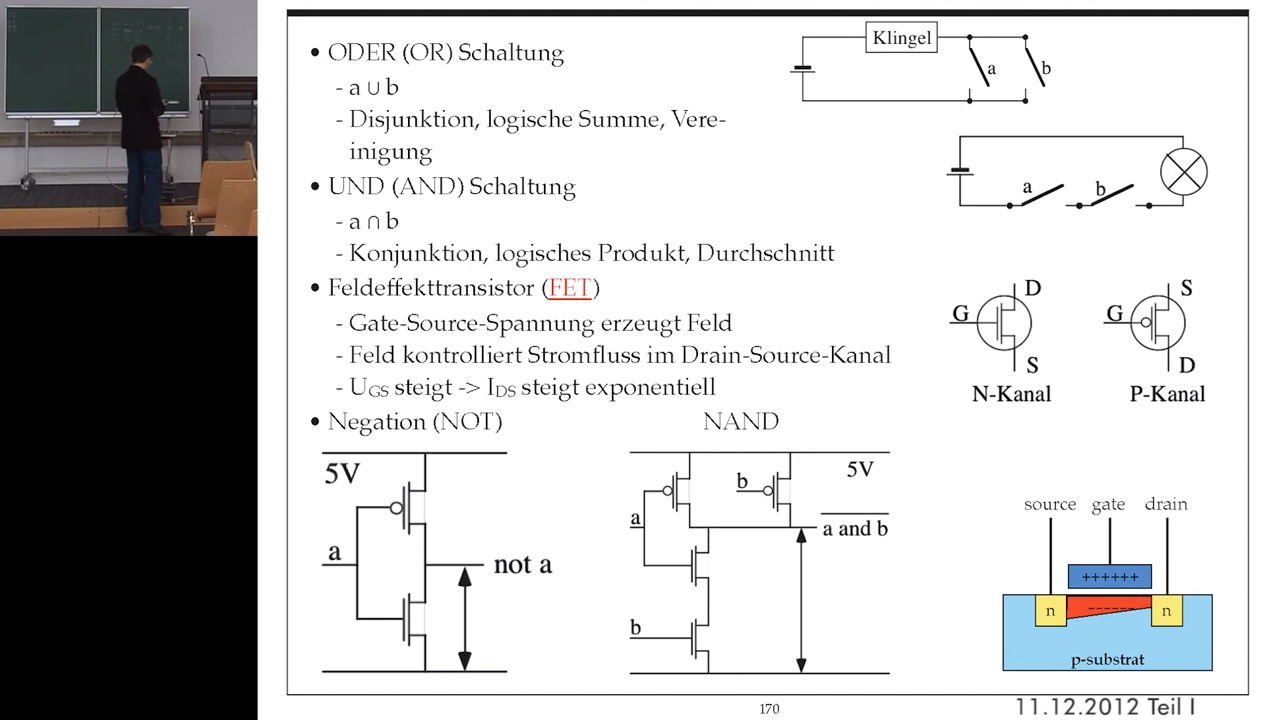 • ODER (OR) Schaltung
- a ∪ b
- Disjunktion, logische Summe, Vere-
inigung
• UND (AND) Schaltung
- a ∩ b
- Konjunktion, logisches Produkt, Durchschnitt
• Feldeffekttransistor (FET)
- Gate-Source-Spannung erzeugt Feld
- Feld kontrolliert Stromfluss im Drain-Source-Kanal
- UGS steigt -> IDS steigt exponentiell
• Negation (NOT)
NAND
Klingel
a
b
a
b
G
D
S
N-Kanal
G
S
D
P-Kanal
5V
a
not a
5V
b
a
a and b
b
source gate drain
++++++
n
-----
n
p-substrat
170
11.12.2012 Teil I